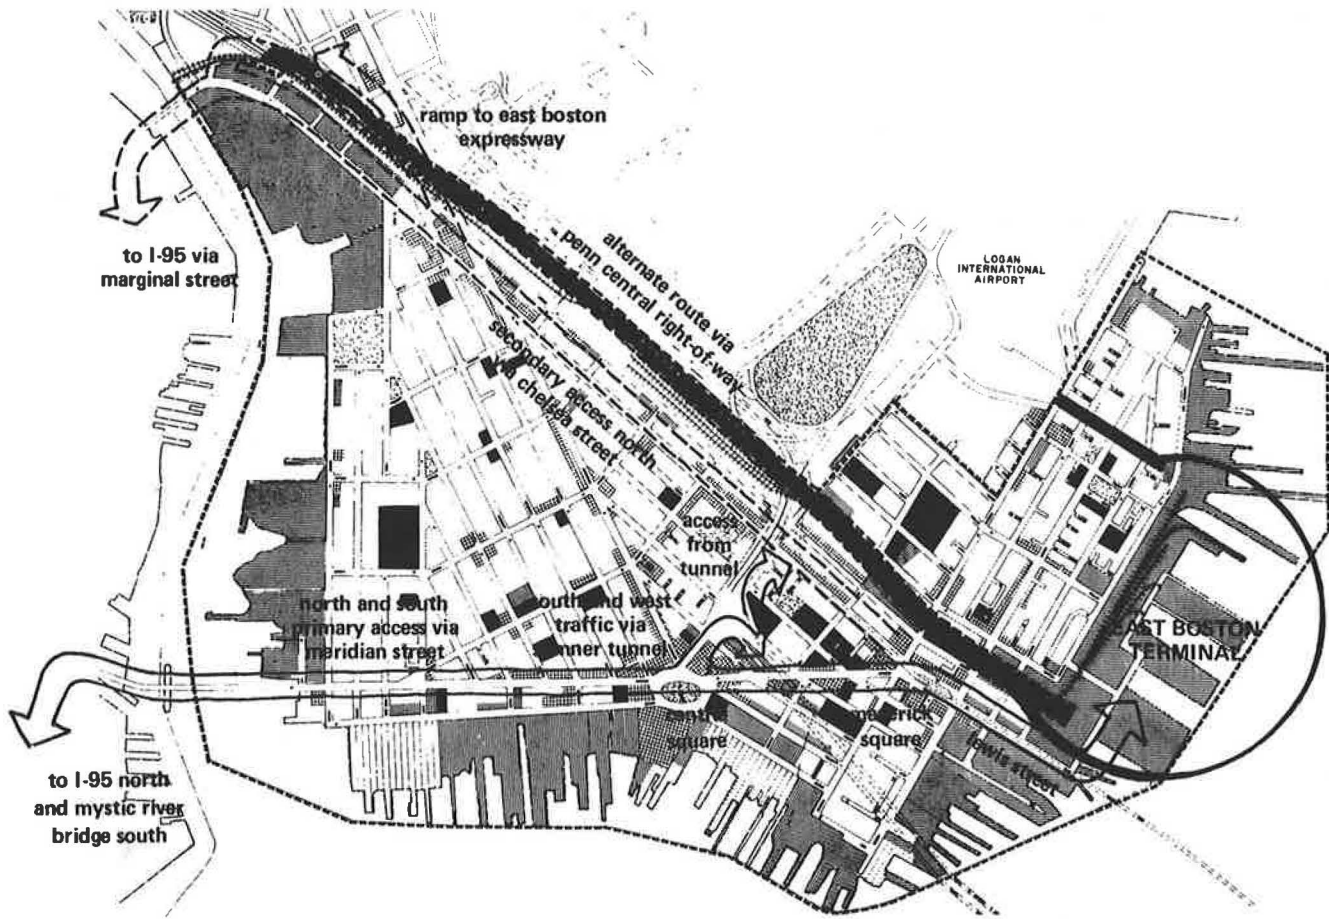 ramp to east boston
expressway
to I-95 via
marginal street
alternate route via
penn central right-of-way
LOGAN
INTERNATIONAL
AIRPORT
secondary access north
via chelsea street
access
from
tunnel
north and south
primary access via
meridian street
outh and west
traffic via
nner tunnel
EAST BOSTON
TERMINAL
central
square
maverick
square
lewis street
to I-95 north
and mystic river
bridge south